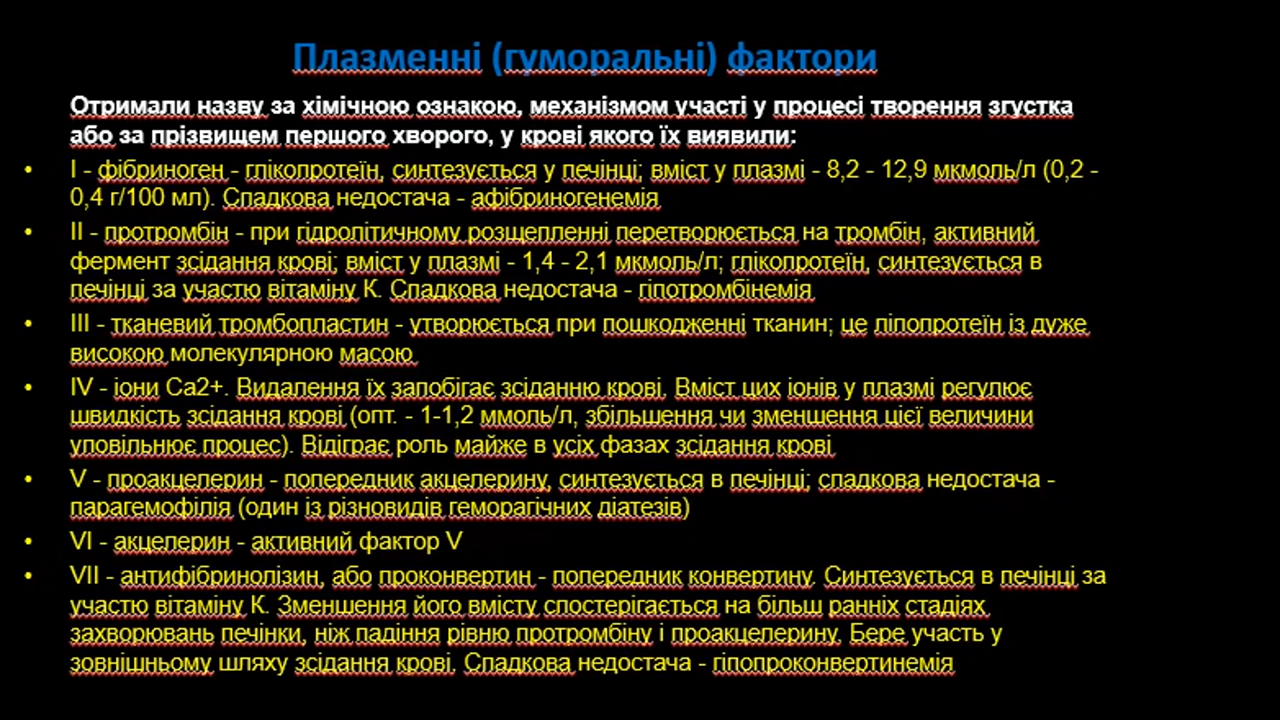 Плазменні (гуморальні) фактори
Отримали назву за хімічною ознакою, механізмом участі у процесі творення згустка
або за прізвищем першого хворого, у крові якого їх виявили:
• І - фібриноген - глікопротеїн, синтезується у печінці; вміст у плазмі - 8,2 - 12,9 мкмоль/л (0,2 -
0,4 г/100 мл). Спадкова недостача - афібриногенемія
• ІІ - протромбін - при гідролітичному розщепленні перетворюється на тромбін, активний
фермент зсідання крові; вміст у плазмі - 1,4 - 2,1 мкмоль/л; глікопротеїн, синтезується в
печінці за участю вітаміну К. Спадкова недостача - гіпотромбінемія
• ІІІ - тканевий тромбопластин - утворюється при пошкодженні тканин; це ліпопротеїн із дуже
високою молекулярною масою
• IV - іони Са2+. Видалення їх запобігає зсіданню крові. Вміст цих іонів у плазмі регулює
швидкість зсідання крові (опт. - 1-1,2 ммоль/л, збільшення чи зменшення цієї величини
уповільнює процес). Відіграє роль майже в усіх фазах зсідання крові
• V - проакцелерин - попередник акцелерину, синтезується в печінці; спадкова недостача -
парагемофілія (один із різновидів геморагічних діатезів)
• VI - акцелерин - активний фактор V
• VII - антифібринолізин, або проконвертин - попередник конвертину. Синтезується в печінці за
участю вітаміну К. Зменшення його вмісту спостерігається на більш ранніх стадіях
захворювань печінки, ніж падіння рівню протромбіну і проакцелерину. Бере участь у
зовнішньому шляху зсідання крові. Спадкова недостача - гіпопроконвертинемія